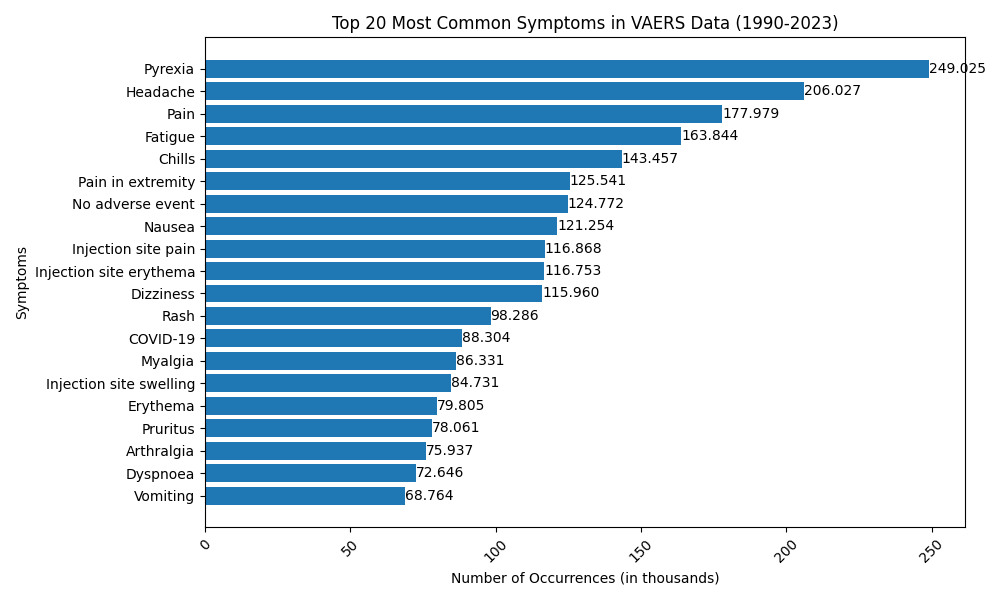 Top 20 Most Common Symptoms in VAERS Data (1990-2023)
Symptoms
Pyrexia 249.025
Headache 206.027
Pain 177.979
Fatigue 163.844
Chills 143.457
Pain in extremity 125.541
No adverse event 124.772
Nausea 121.254
Injection site pain 116.868
Injection site erythema 116.753
Dizziness 115.960
Rash 98.286
COVID-19 88.304
Myalgia 86.331
Injection site swelling 84.731
Erythema 79.805
Pruritus 78.061
Arthralgia 75.937
Dyspnoea 72.646
Vomiting 68.764
0 50 100 150 200 250
Number of Occurrences (in thousands)